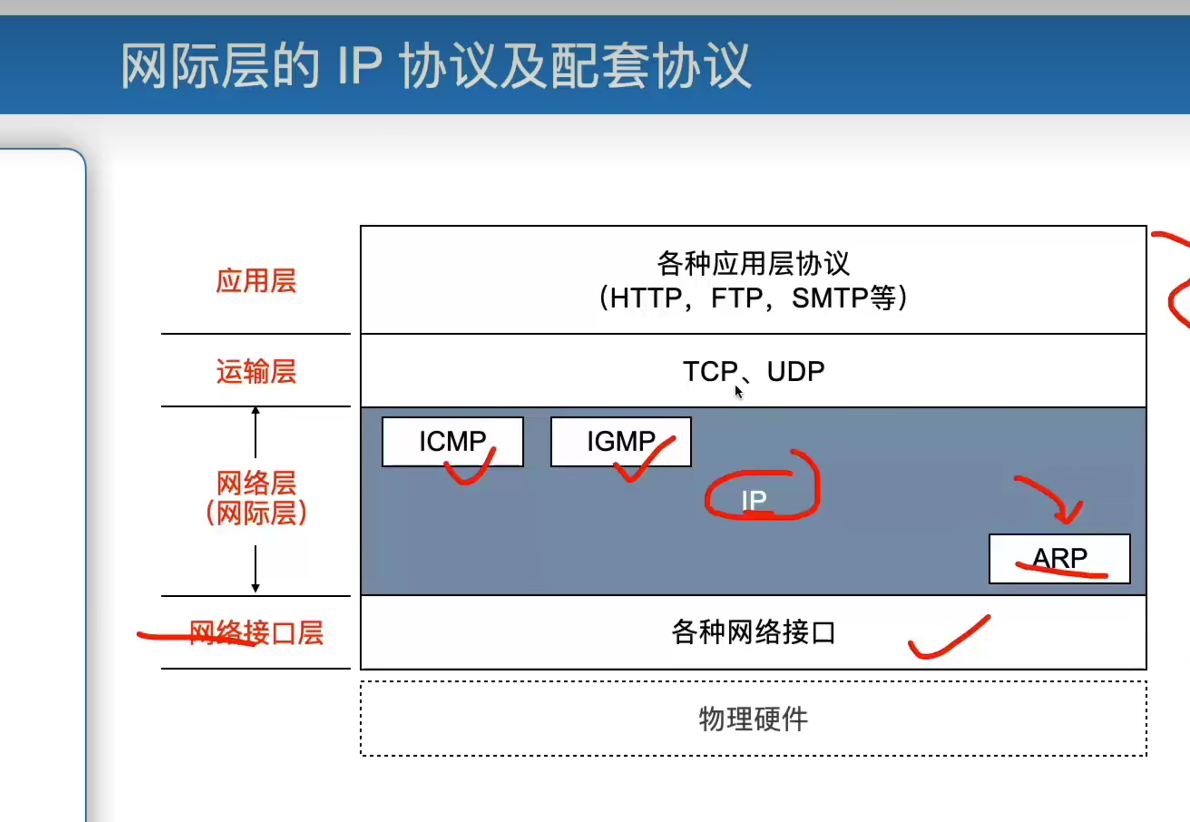 网际层的 IP 协议及配套协议
应用层
各种应用层协议
（HTTP，FTP，SMTP等）
运输层
TCP、UDP
ICMP
IGMP
网络层
（网际层）
IP
ARP
网络接口层
各种网络接口
物理硬件